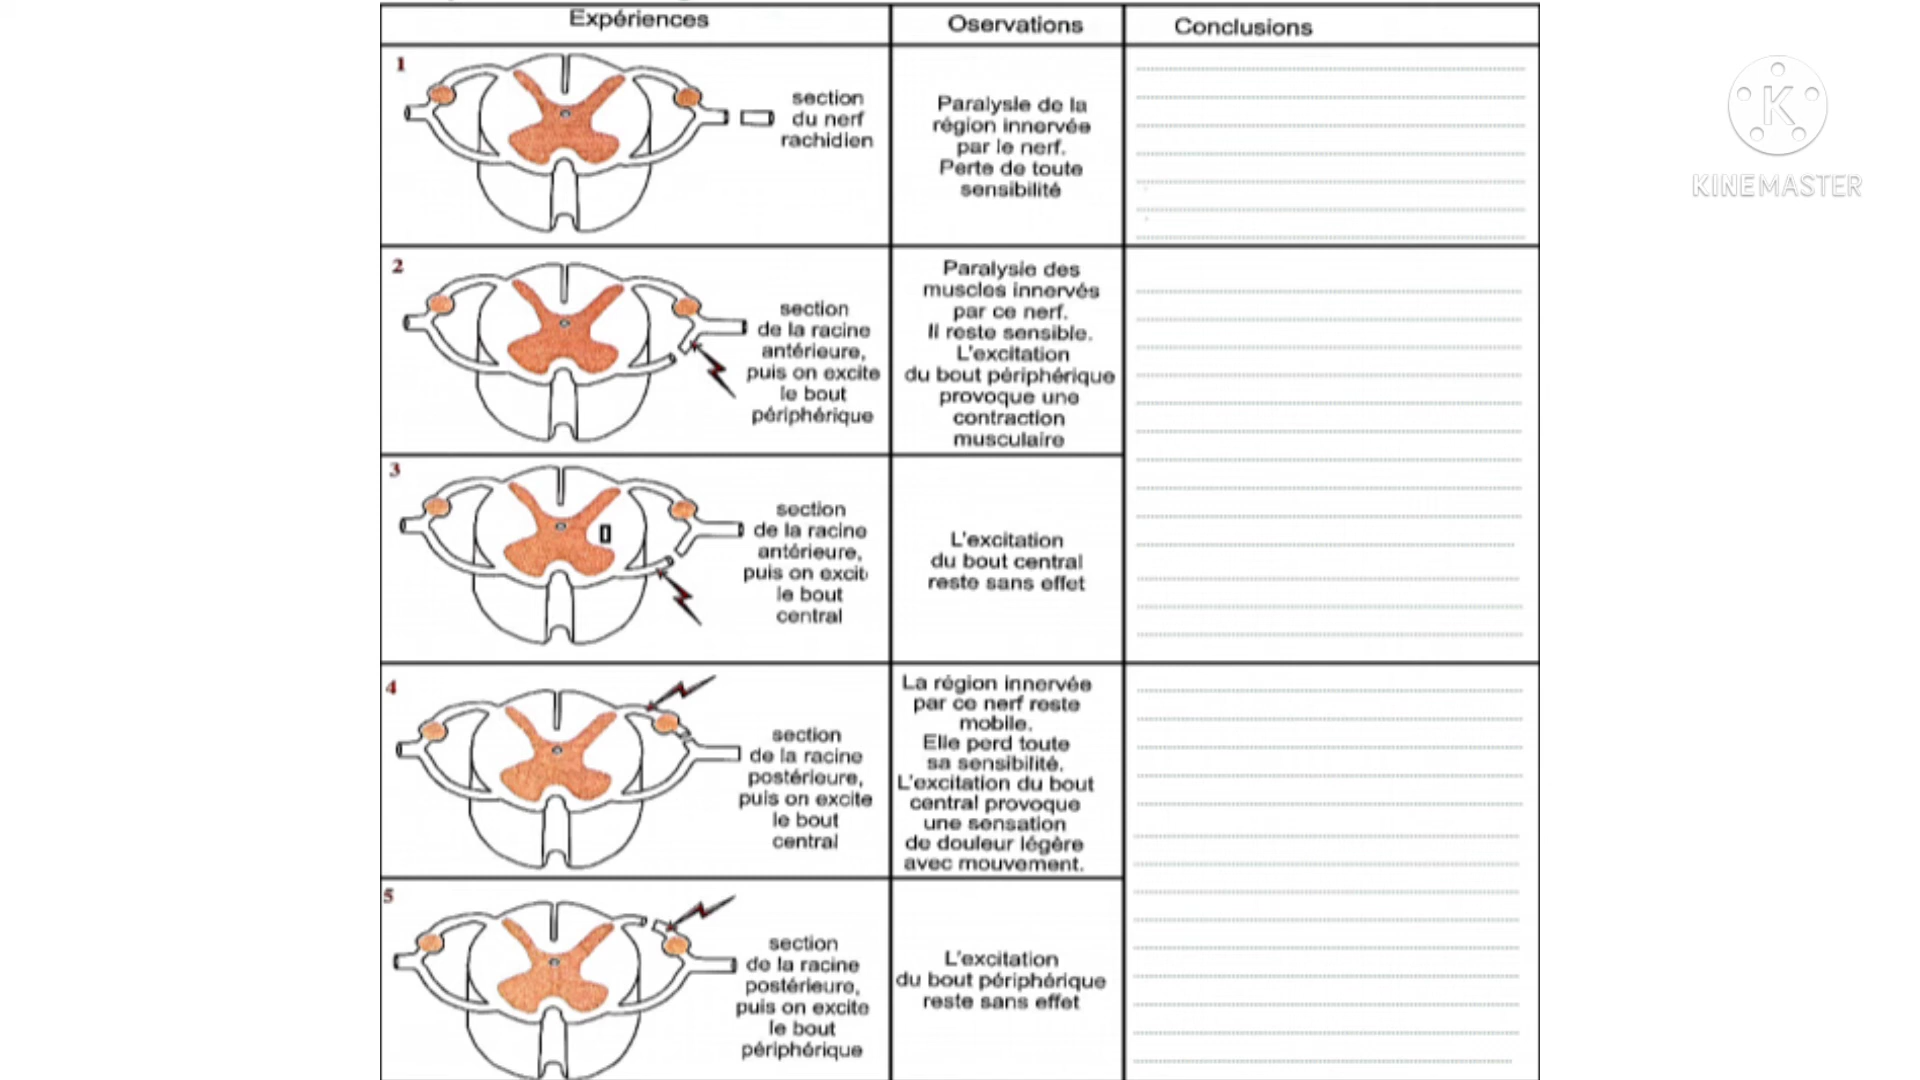 Expériences
Oservations
Conclusions
1
section
du nerf
rachidien
Paralysie de la
région innervée
par le nerf.
Perte de toute
sensibilité
2
section
de la racine
antérieure,
puis on excite
le bout
périphérique
Paralysie des
muscles innervés
par ce nerf.
Il reste sensible.
L'excitation
du bout périphérique
provoque une
contraction
musculaire
3
section
de la racine
antérieure,
puis on excit
le bout
central
L'excitation
du bout central
reste sans effet
4
section
de la racine
postérieure,
puis on excite
le bout
central
La région innervée
par ce nerf reste
mobile.
Elle perd toute
sa sensibilité.
L'excitation du bout
central provoque
une sensation
de douleur légère
avec mouvement.
5
section
de la racine
postérieure,
puis on excite
le bout
périphérique
L'excitation
du bout périphérique
reste sans effet
K
KINEMASTER